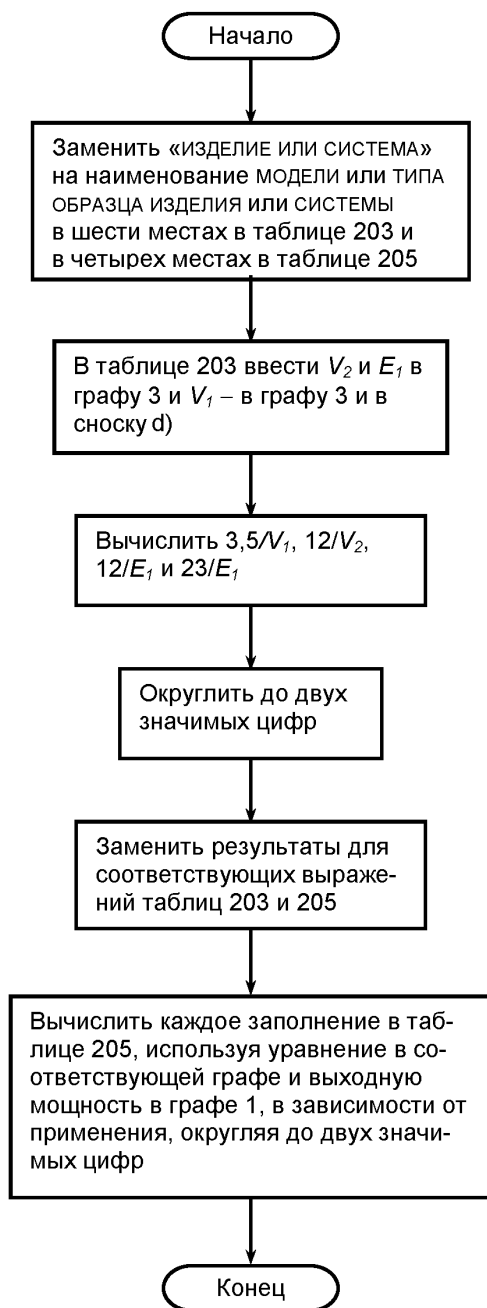 Начало
Заменить «ИЗДЕЛИЕ ИЛИ СИСТЕМА»
на наименование МОДЕЛИ или ТИПА
ОБРАЗЦА ИЗДЕЛИЯ или СИСТЕМЫ
в шести местах в таблице 203 и
в четырех местах в таблице 205
В таблице 203 ввести V₂ и E₁ в
графу 3 и V₁ – в графу 3 и в
сноску d)
Вычислить 3,5/V₁, 12/V₂,
12/E₁ и 23/E₁
Округлить до двух
значимых цифр
Заменить результаты для
соответствующих выраже-
ний таблиц 203 и 205
Вычислить каждое заполнение в таб-
лице 205, используя уравнение в со-
ответствующей графе и выходную
мощность в графе 1, в зависимости от
применения, округляя до двух значи-
мых цифр
Конец